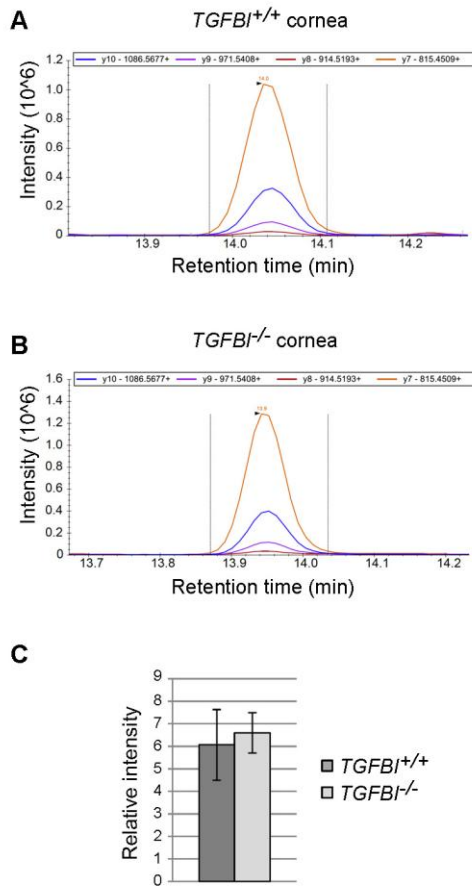 A
TGFBI+/+ cornea
y10 - 1086.5677+ y9 - 971.5408+ y8 - 914.5193+ y7 - 815.4509+
14.0
Intensity (10^6)
1.2
1.0
0.8
0.6
0.4
0.2
0
13.9 14.0 14.1 14.2
Retention time (min)
B
TGFBI-/- cornea
y10 - 1086.5677+ y9 - 971.5408+ y8 - 914.5193+ y7 - 815.4509+
13.9
Intensity (10^6)
1.6
1.4
1.2
1.0
0.8
0.6
0.4
0.2
0
13.7 13.8 13.9 14.0 14.1 14.2
Retention time (min)
C
Relative intensity
9
8
7
6
5
4
3
2
1
0
TGFBI+/+
TGFBI-/-